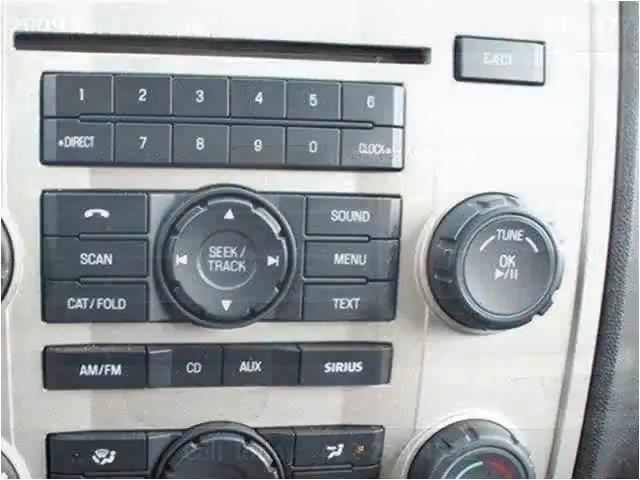 2009
EJECT
1 2 3 4 5 6
*DIRECT 7 8 9 0 CLOCK#
SOUND
TUNE
SCAN SEEK/ MENU OK
TRACK
CAT/FOLD TEXT
AM/FM CD AUX SIRIUS